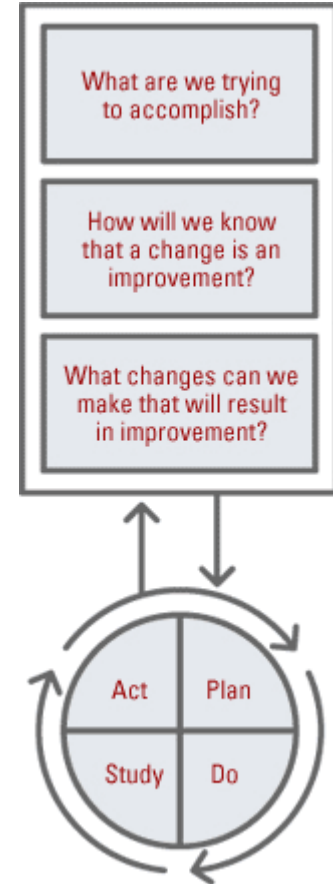 What are we trying
to accomplish?
How will we know
that a change is an
improvement?
What changes can we
make that will result
in improvement?
Act
Plan
Study
Do